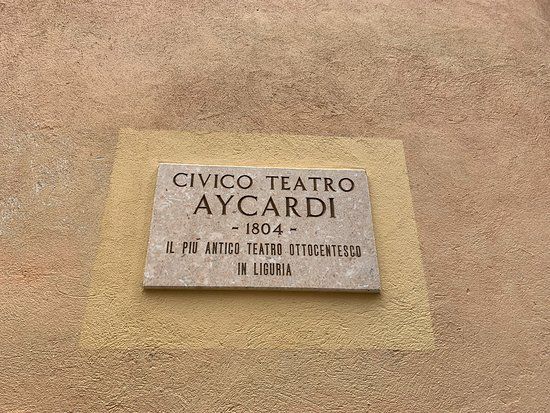 CIVICO TEATRO
AYCARDI
- 1804 -
IL PIÙ ANTICO TEATRO OTTOCENTESCO
IN LIGURIA